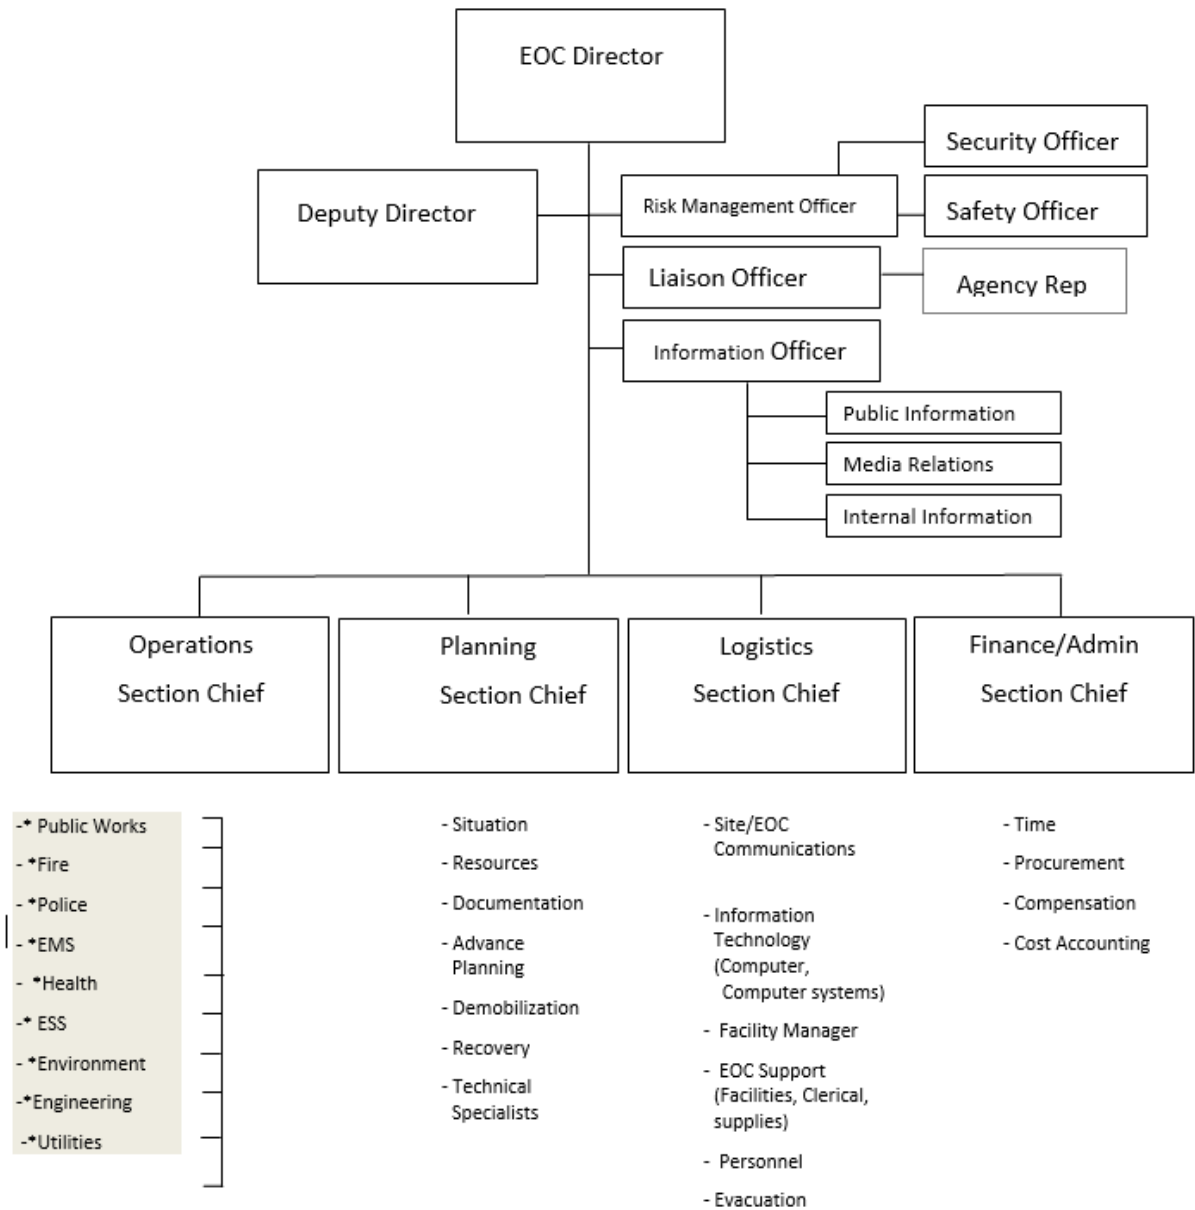 EOC Director
Security Officer
Deputy Director
Risk Management Officer
Safety Officer
Liaison Officer
Agency Rep
Information Officer
Public Information
Media Relations
Internal Information
Operations
Section Chief
Planning
Section Chief
Logistics
Section Chief
Finance/Admin
Section Chief
-* Public Works
- *Fire
- *Police
- *EMS
- *Health
-* ESS
- *Environment
-*Engineering
-*Utilities
- Situation
- Resources
- Documentation
- Advance
Planning
- Demobilization
- Recovery
- Technical
Specialists
- Site/EOC
Communications
- Information
Technology
(Computer,
Computer systems)
- Facility Manager
- EOC Support
(Facilities, Clerical,
supplies)
- Personnel
- Evacuation
- Time
- Procurement
- Compensation
- Cost Accounting